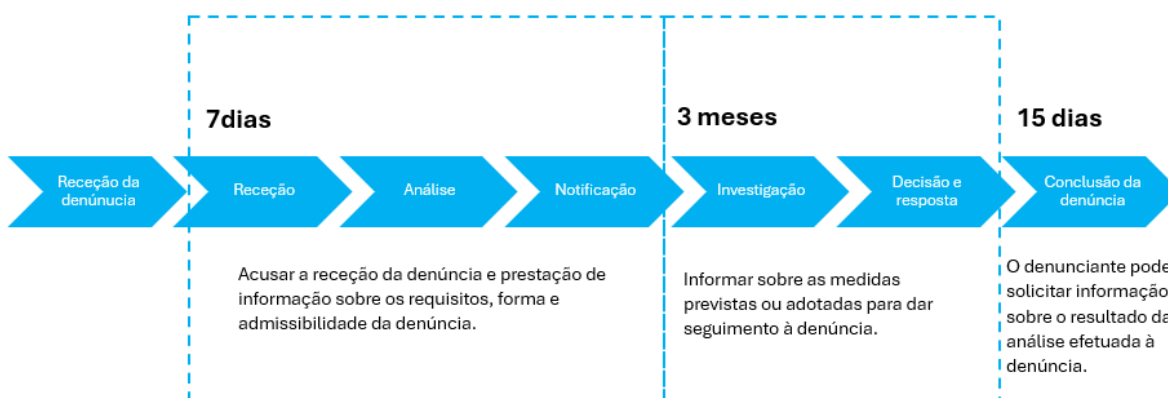 7dias
3 meses
15 dias
Receção da
denúnucia
Receção
Análise
Notificação
Investigação
Decisão e
resposta
Conclusão da
denúncia
Acusar a receção da denúncia e prestação de
informação sobre os requisitos, forma e
admissibilidade da denúncia.
Informar sobre as medidas
previstas ou adotadas para dar
seguimento à denúncia.
O denunciante pode
solicitar informação
sobre o resultado da
análise efetuada à
denúncia.